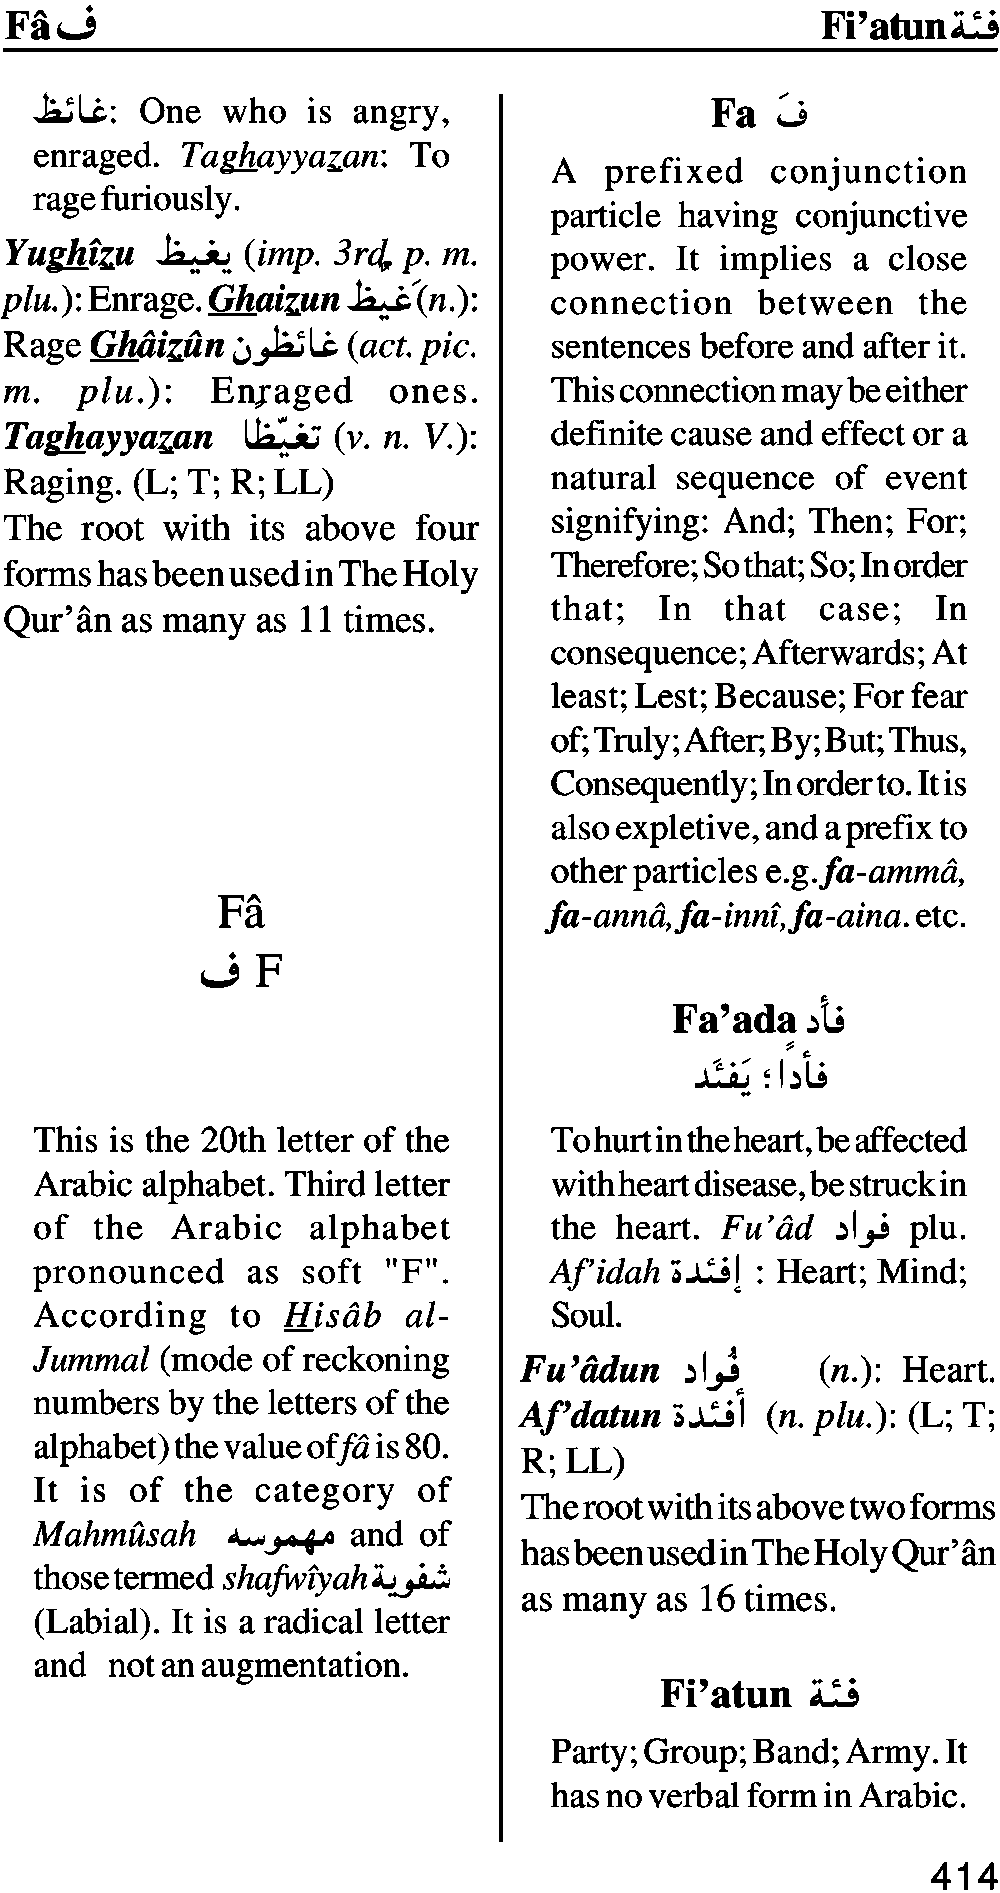 Fâ ف
Fi’atun فئة
غائظ: One who is angry,
enraged. Taghayyazan: To
rage furiously.
Yughîzu يغيظ (imp. 3rd, p. m.
plu.): Enrage. Ghaizun غَيظ (n.):
Rage Ghâizûn غائظون (act. pic.
m. plu.): Enraged ones.
Taghayyazan تغيّظا (v. n. V.):
Raging. (L; T; R; LL)
The root with its above four
forms has been used in The Holy
Qur’ân as many as 11 times.
Fâ
ف F
This is the 20th letter of the
Arabic alphabet. Third letter
of the Arabic alphabet
pronounced as soft "F".
According to Hisâb al-
Jummal (mode of reckoning
numbers by the letters of the
alphabet) the value of fâ is 80.
It is of the category of
Mahmûsah مهموسه and of
those termed shafwîyah شفوية
(Labial). It is a radical letter
and not an augmentation.
Fa فَ
A prefixed conjunction
particle having conjunctive
power. It implies a close
connection between the
sentences before and after it.
This connection may be either
definite cause and effect or a
natural sequence of event
signifying: And; Then; For;
Therefore; So that; So; In order
that; In that case; In
consequence; Afterwards; At
least; Lest; Because; For fear
of; Truly; After; By; But; Thus,
Consequently; In order to. It is
also expletive, and a prefix to
other particles e.g. fa-ammâ,
fa-annâ, fa-innî, fa-aina. etc.
Fa’ada فأد
فأداً؛ يَفئَد
To hurt in the heart, be affected
with heart disease, be struck in
the heart. Fu’âd فواد plu.
Af’idah إفئدة : Heart; Mind;
Soul.
Fu’âdun فُواد (n.): Heart.
Af’datun أفئدة (n. plu.): (L; T;
R; LL)
The root with its above two forms
has been used in The Holy Qur’ân
as many as 16 times.
Fi’atun فئة
Party; Group; Band; Army. It
has no verbal form in Arabic.
414